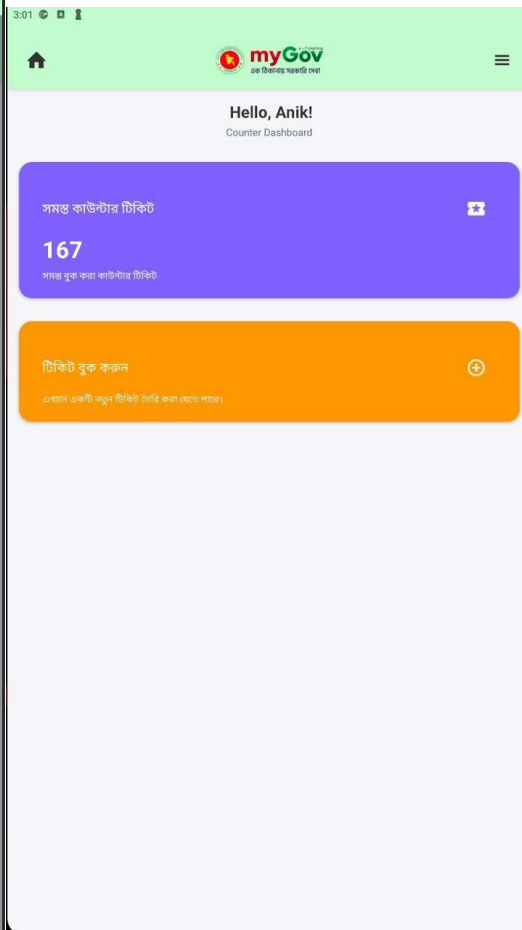 3:01
myGov
এক ঠিকানায় সরকারি সেবা
Hello, Anik!
Counter Dashboard
সমস্ত কাউন্টার টিকিট
167
সমস্ত বুক করা কাউন্টার টিকিট
টিকিট বুক করুন
এখানে একটি নতুন টিকিট তৈরি করা যেতে পারে।